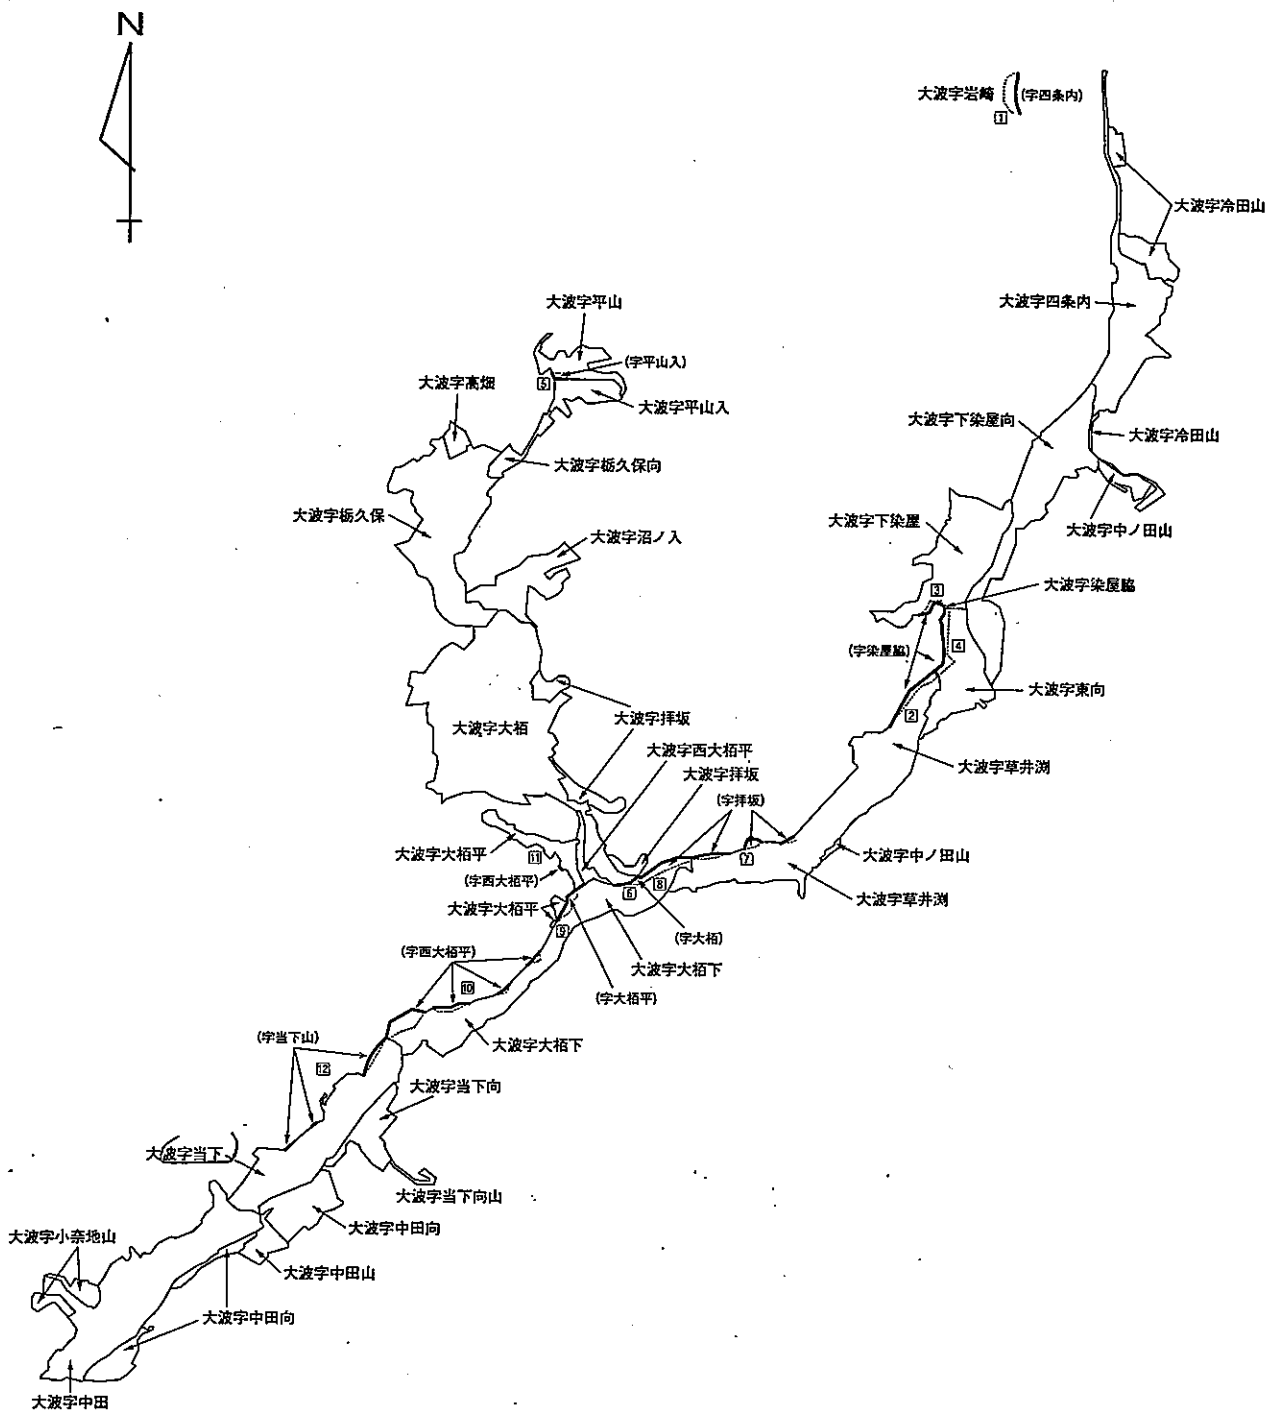 N
大波字岩崎
(字四条内)
1
大波字冷田山
大波字四条内
大波字平山
(字平山入)
5
大波字高畑
大波字平山入
大波字下染屋向
大波字冷田山
大波字栃久保向
大波字栃久保
大波字下染屋
大波字中ノ田山
大波字沼ノ入
3
大波字染屋脇
4
(字染屋脇)
大波字東向
2
大波字拝坂
大波字大栢
大波字西大栢平
大波字草井渕
大波字拝坂
(字拝坂)
大波字大栢平
11
7
大波字中ノ田山
(字西大栢平)
6
8
大波字草井渕
大波字大栢平
9
(字大栢)
(字西大栢平)
大波字大栢下
10
(字大栢平)
(字当下山)
大波字大栢下
12
大波字当下向
大波字当下
大波字当下向山
大波字中田向
大波字小奈地山
大波字中田山
大波字中田向
大波字中田